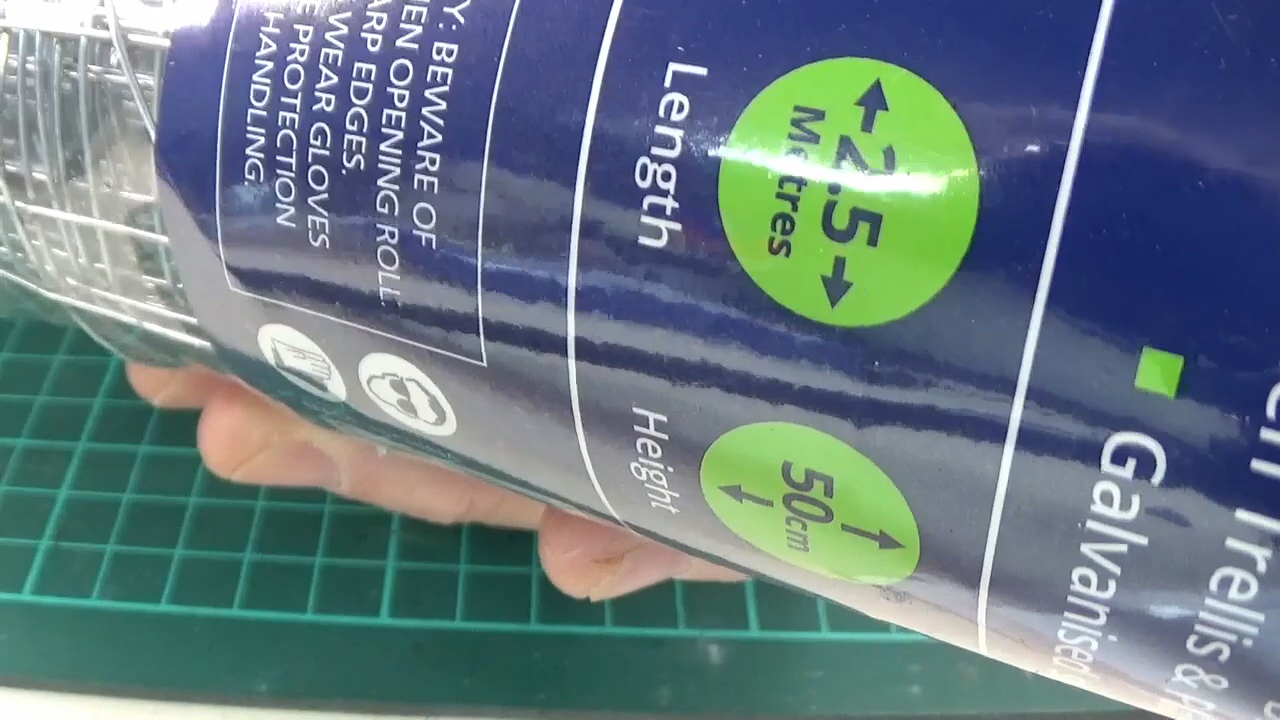 Y: BEWARE OF
EN OPENING ROLL.
ARP EDGES.
WEAR GLOVES
E PROTECTION
HANDLING
Length
2.5
Metres
Height
50cm
Galvanised
Trellis &